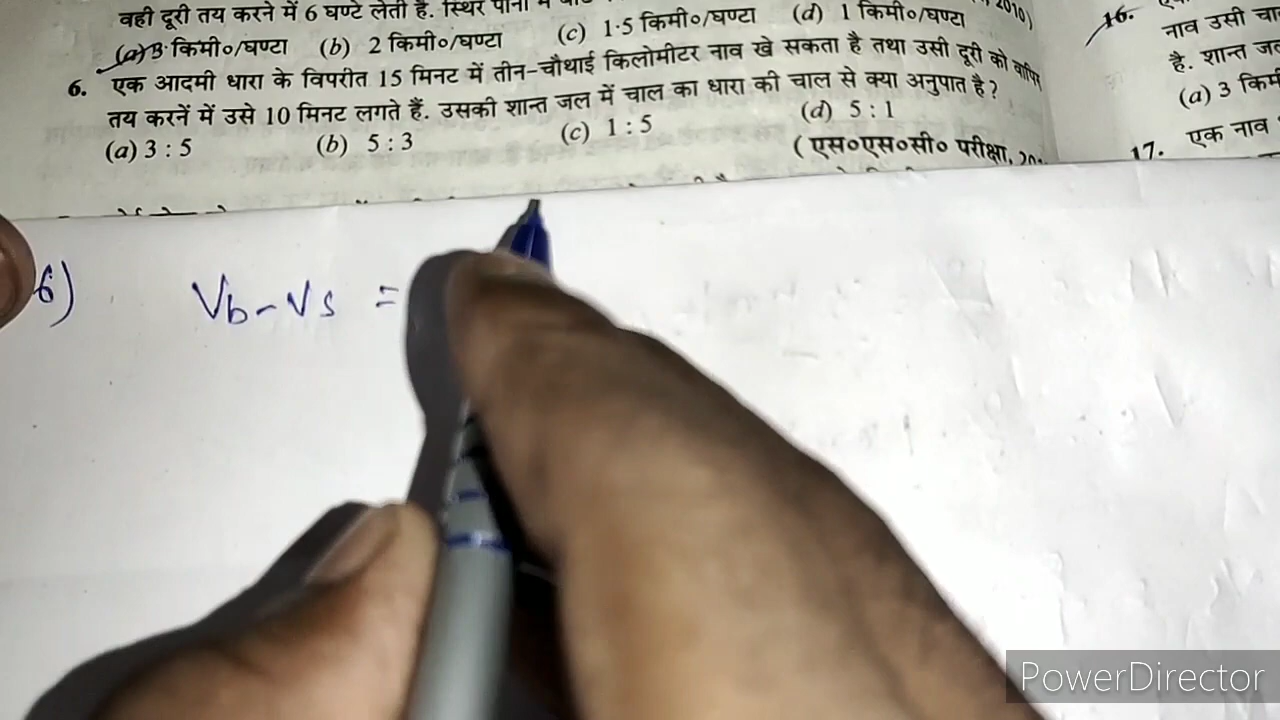 वही दूरी तय करने में 6 घण्टे लेती है. स्थिर पानी में
2010)
(a) 3 किमी०/घण्टा (b) 2 किमी०/घण्टा (c) 1·5 किमी०/घण्टा (d) 1 किमी०/घण्टा
6. एक आदमी धारा के विपरीत 15 मिनट में तीन-चौथाई किलोमीटर नाव खे सकता है तथा उसी दूरी को वापिस
तय करनें में उसे 10 मिनट लगते हैं. उसकी शान्त जल में चाल का धारा की चाल से क्या अनुपात है?
(a) 3 : 5 (b) 5 : 3 (c) 1 : 5 (d) 5 : 1
( एस०एस०सी० परीक्षा,
16.
नाव उसी
है. शान्त
(a) 3
17. एक नाव
6) Vb - Vs =
PowerDirector